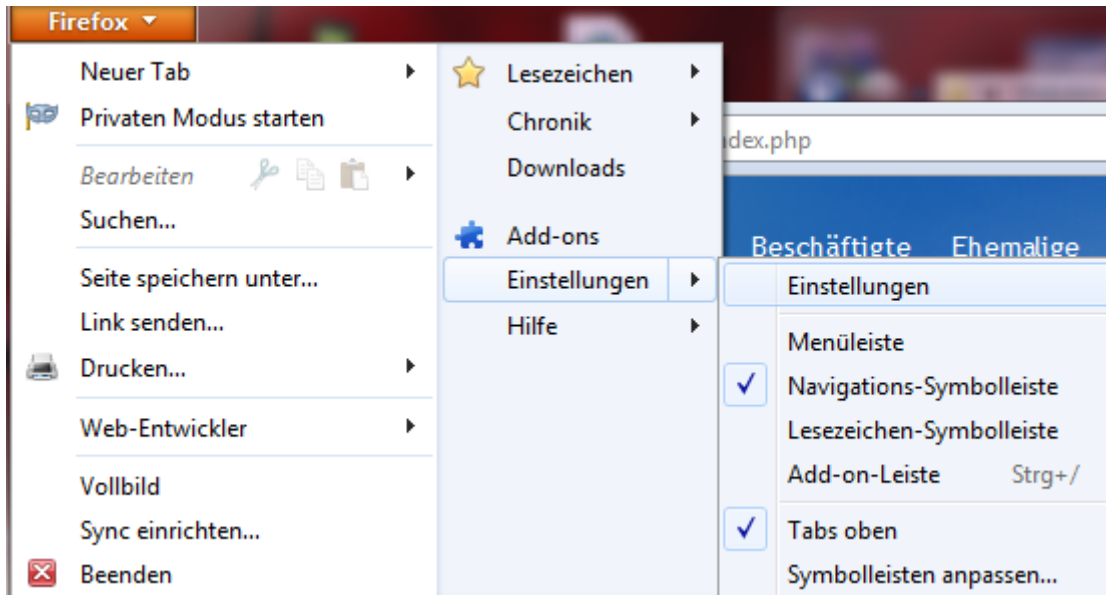 Firefox
Neuer Tab
Privaten Modus starten
Bearbeiten
Suchen...
Seite speichern unter...
Link senden...
Drucken...
Web-Entwickler
Vollbild
Sync einrichten...
Beenden
Lesezeichen
Chronik
Downloads
Add-ons
Einstellungen
Hilfe
dex.php
Beschäftigte Ehemalige
Einstellungen
Menüleiste
Navigations-Symbolleiste
Lesezeichen-Symbolleiste
Add-on-Leiste Strg+/
Tabs oben
Symbolleisten anpassen...